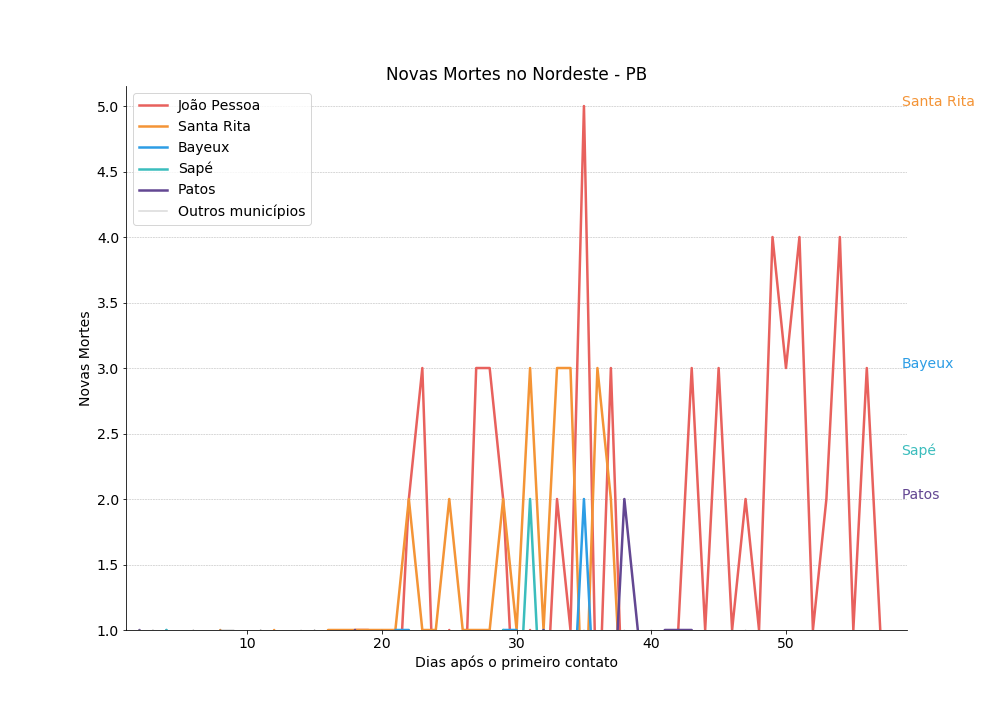 Novas Mortes no Nordeste - PB
João Pessoa
Santa Rita
Bayeux
Sapé
Patos
Outros municípios
Novas Mortes
5.0
4.5
4.0
3.5
3.0
2.5
2.0
1.5
1.0
Santa Rita
Bayeux
Sapé
Patos
10
20
30
40
50
Dias após o primeiro contato